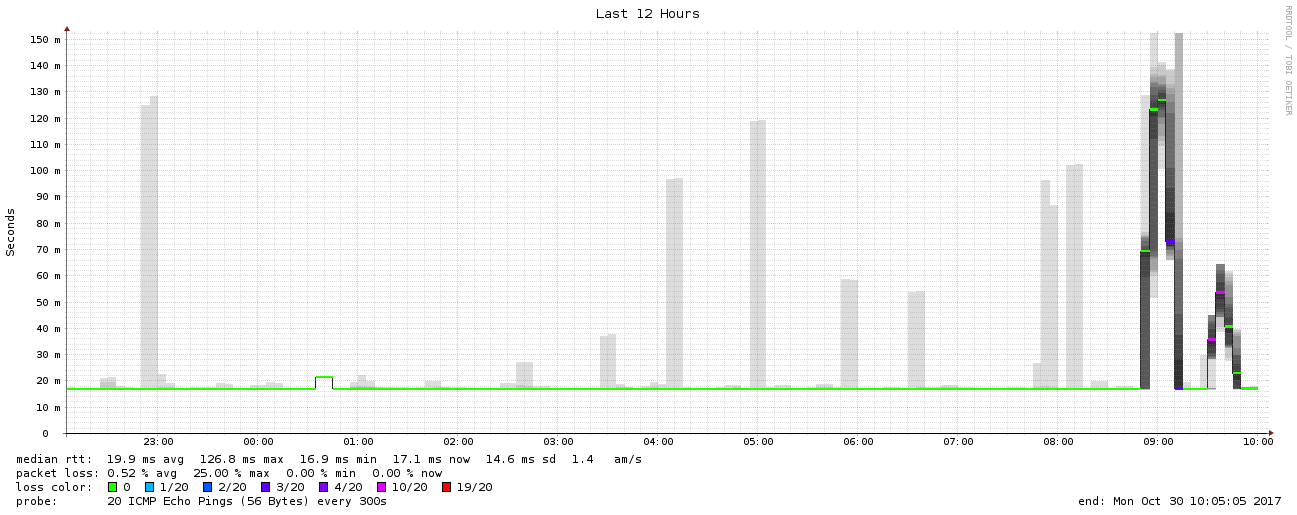 Last 12 Hours
RRDTOOL / TOBI OETIKER
Seconds
150 m
140 m
130 m
120 m
110 m
100 m
90 m
80 m
70 m
60 m
50 m
40 m
30 m
20 m
10 m
0
23:00 00:00 01:00 02:00 03:00 04:00 05:00 06:00 07:00 08:00 09:00 10:00
median rtt: 19.9 ms avg 126.8 ms max 16.9 ms min 17.1 ms now 14.6 ms sd 1.4 am/s
packet loss: 0.52 % avg 25.00 % max 0.00 % min 0.00 % now
loss color: 0 1/20 2/20 3/20 4/20 10/20 19/20
probe: 20 ICMP Echo Pings (56 Bytes) every 300s end: Mon Oct 30 10:05:05 2017